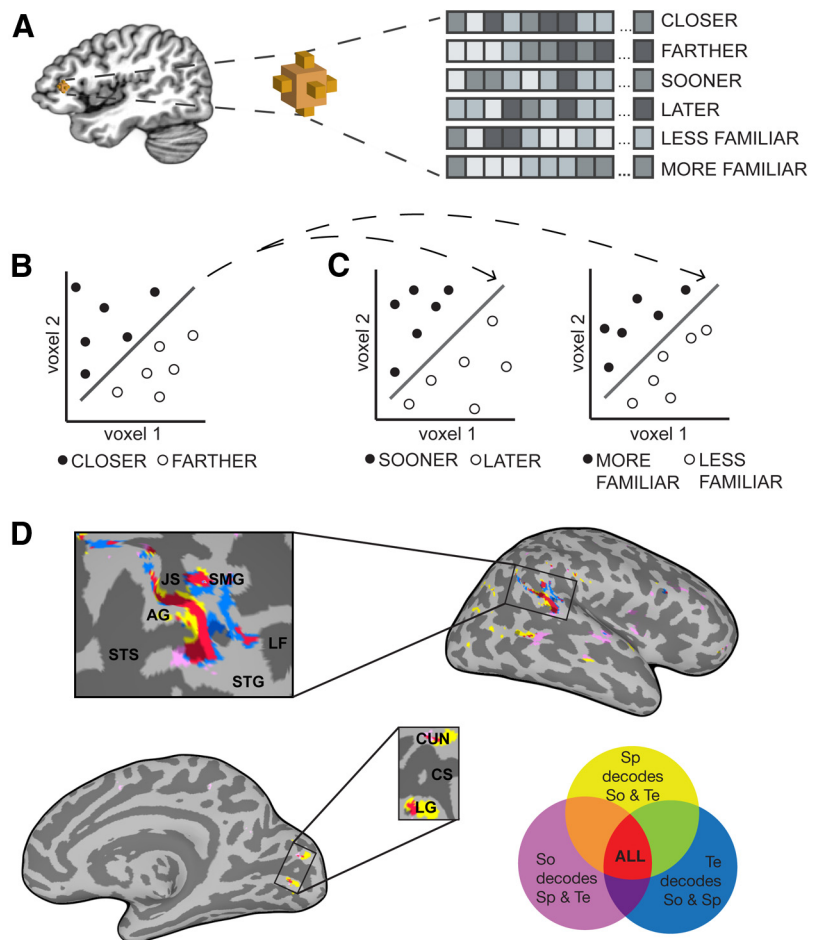 A
... CLOSER
... FARTHER
... SOONER
... LATER
... LESS FAMILIAR
... MORE FAMILIAR
B
voxel 2
voxel 1
CLOSER FARTHER
C
voxel 2
voxel 1
SOONER LATER
voxel 1
MORE FAMILIAR
LESS FAMILIAR
D
JS SMG
AG
LF
STS
STG
CUN
CS
LG
Sp
decodes
So & Te
So
decodes
Sp & Te
ALL
Te
decodes
So & Sp